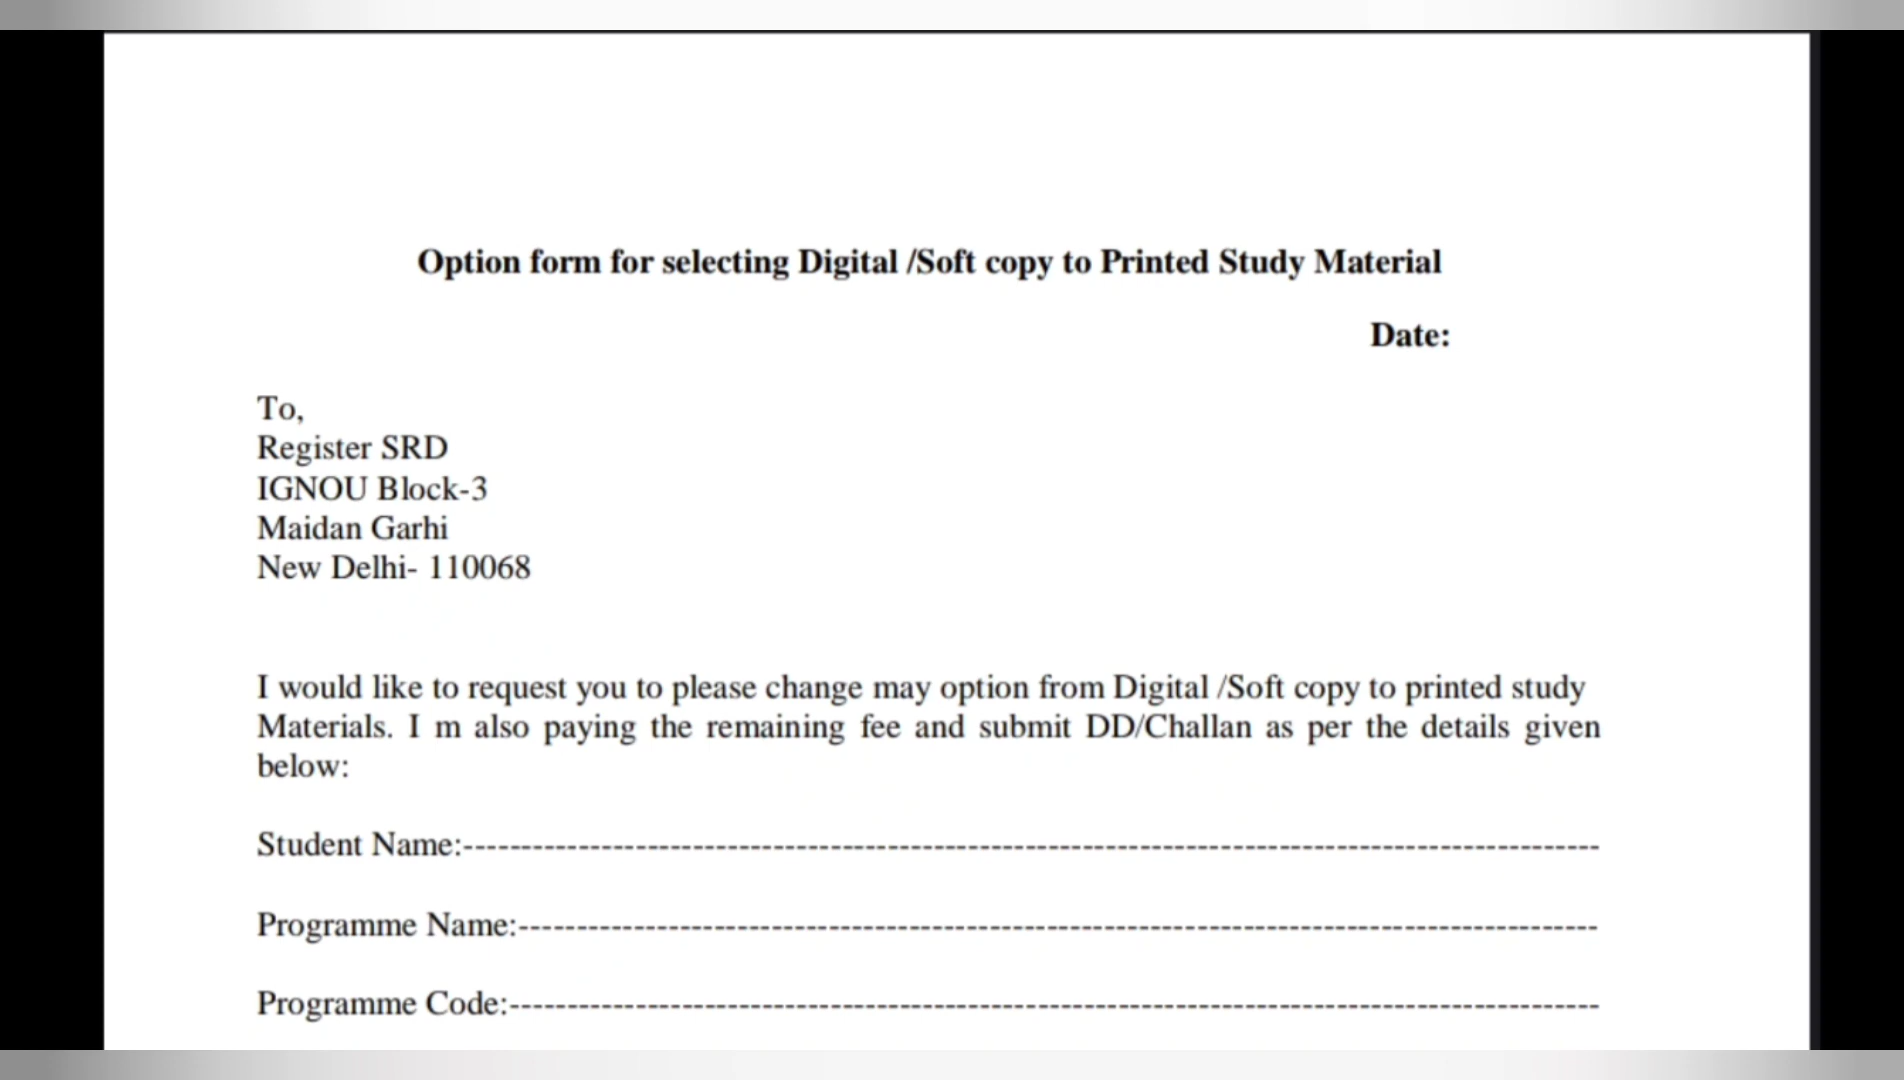 Option form for selecting Digital /Soft copy to Printed Study Material
Date:
To,
Register SRD
IGNOU Block-3
Maidan Garhi
New Delhi- 110068
I would like to request you to please change may option from Digital /Soft copy to printed study
Materials. I m also paying the remaining fee and submit DD/Challan as per the details given
below:
Student Name:-----------------------------------------------------------------------------------------------------
Programme Name:------------------------------------------------------------------------------------------------
Programme Code:-------------------------------------------------------------------------------------------------